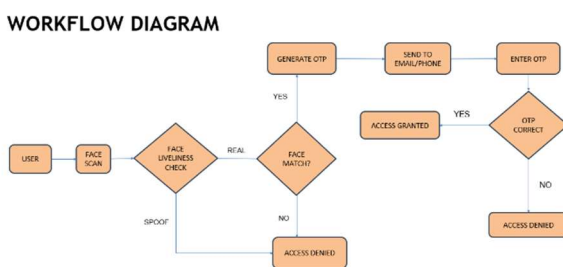 WORKFLOW DIAGRAM
GENERATE OTP
SEND TO
EMAIL/PHONE
ENTER OTP
YES
ACCESS GRANTED
YES
OTP
CORRECT
USER
FACE
SCAN
FACE
LIVELINESS
CHECK
REAL
FACE
MATCH?
NO
SPOOF
NO
ACCESS DENIED
ACCESS DENIED